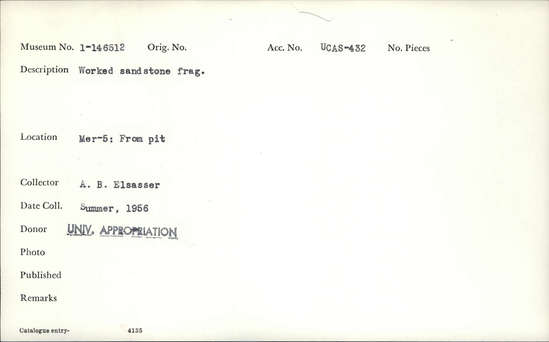 Museum No. 1-146512 Orig. No. Acc. No. UCAS-432 No. Pieces
Description Worked sandstone frag.
Location Mer-5: From pit
Collector A. B. Elsasser
Date Coll. Summer, 1956
Donor UNIV. APPROPRIATION
Photo
Published
Remarks
Catalogue entry- 4135